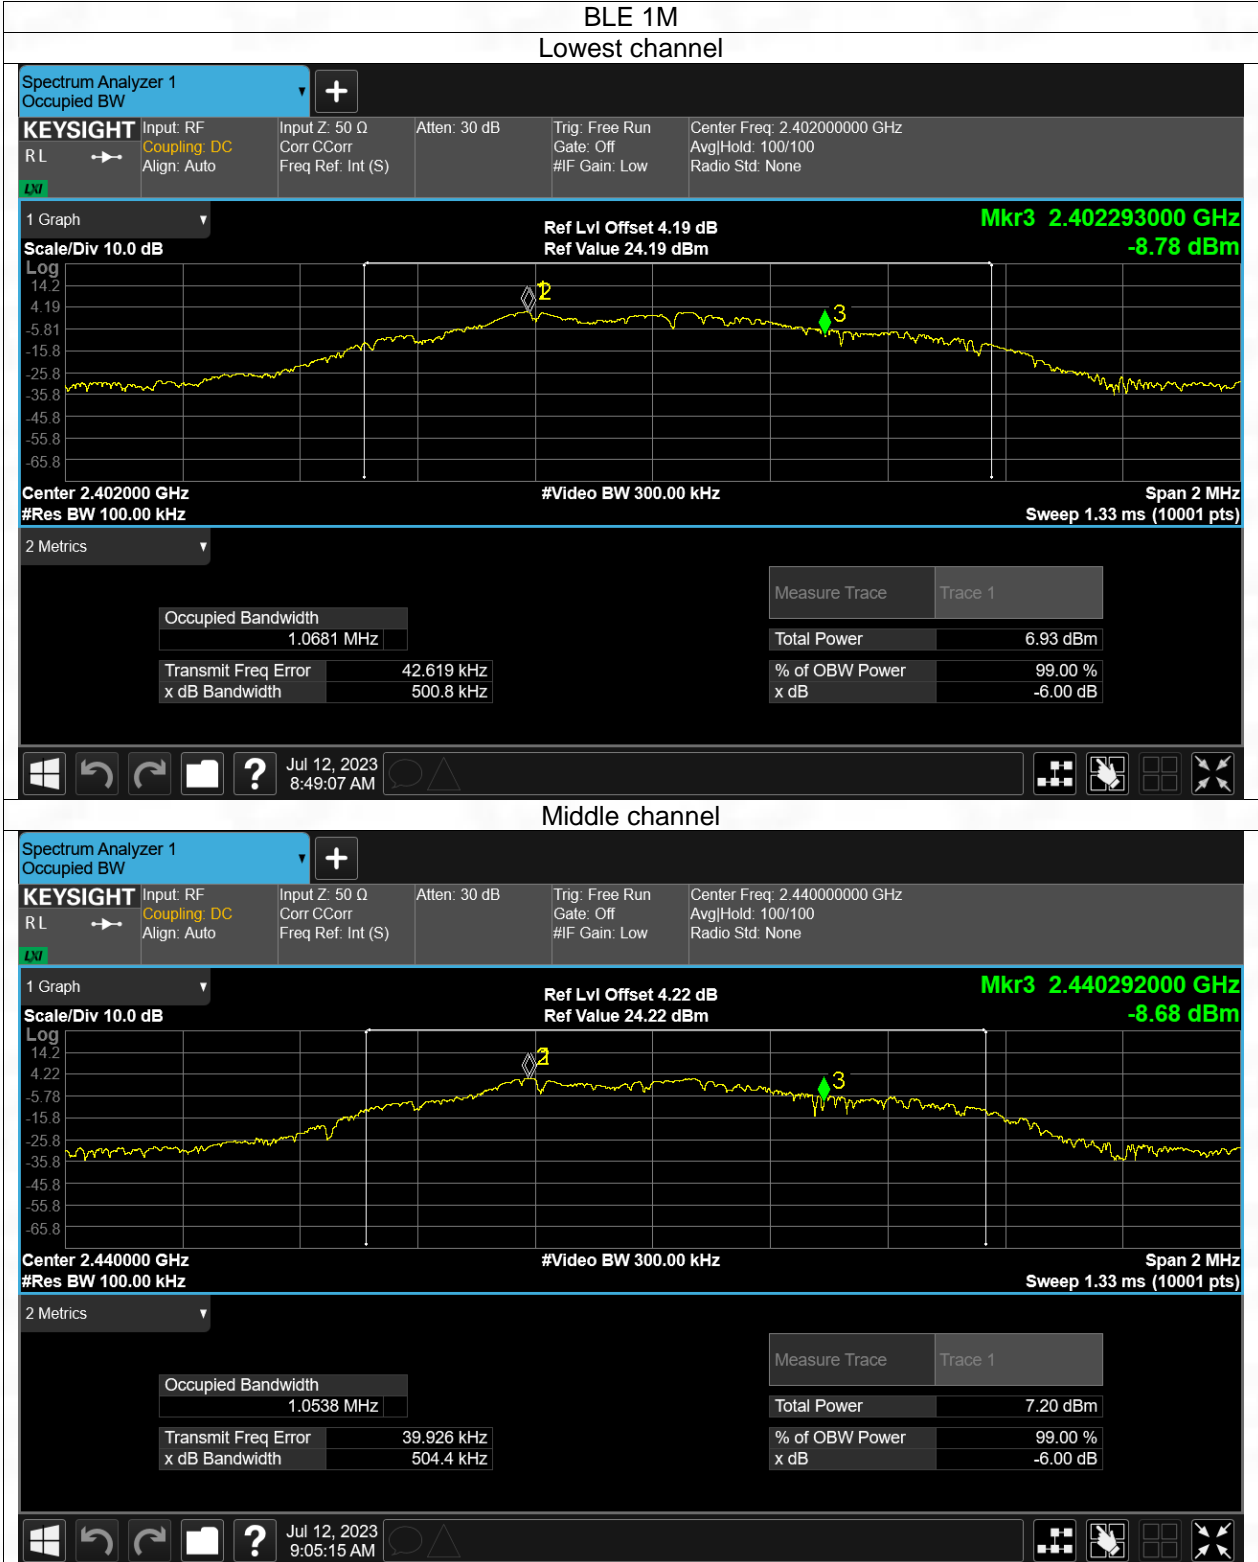 BLE 1M
Lowest channel
Spectrum Analyzer 1
Occupied BW
KEYSIGHT
R L
LXI
Input: RF
Coupling: DC
Align: Auto
Input Z: 50 Ω
Corr CCorr
Freq Ref: Int (S)
Atten: 30 dB
Trig: Free Run
Gate: Off
#IF Gain: Low
Center Freq: 2.402000000 GHz
Avg|Hold: 100/100
Radio Std: None
1 Graph
Scale/Div 10.0 dB
Ref Lvl Offset 4.19 dB
Ref Value 24.19 dBm
Mkr3 2.402293000 GHz
-8.78 dBm
Log
14.2
4.19
-5.81
-15.8
-25.8
-35.8
-45.8
-55.8
-65.8
3
Center 2.402000 GHz
#Res BW 100.00 kHz
#Video BW 300.00 kHz
Span 2 MHz
Sweep 1.33 ms (10001 pts)
2 Metrics
Measure Trace Trace 1
Occupied Bandwidth
1.0681 MHz
Total Power 6.93 dBm
Transmit Freq Error 42.619 kHz
% of OBW Power 99.00 %
x dB Bandwidth 500.8 kHz
x dB -6.00 dB
?
Jul 12, 2023
8:49:07 AM
Middle channel
Spectrum Analyzer 1
Occupied BW
KEYSIGHT
R L
LXI
Input: RF
Coupling: DC
Align: Auto
Input Z: 50 Ω
Corr CCorr
Freq Ref: Int (S)
Atten: 30 dB
Trig: Free Run
Gate: Off
#IF Gain: Low
Center Freq: 2.440000000 GHz
Avg|Hold: 100/100
Radio Std: None
1 Graph
Scale/Div 10.0 dB
Ref Lvl Offset 4.22 dB
Ref Value 24.22 dBm
Mkr3 2.440292000 GHz
-8.68 dBm
Log
14.2
4.22
-5.78
-15.8
-25.8
-35.8
-45.8
-55.8
-65.8
3
Center 2.440000 GHz
#Res BW 100.00 kHz
#Video BW 300.00 kHz
Span 2 MHz
Sweep 1.33 ms (10001 pts)
2 Metrics
Measure Trace Trace 1
Occupied Bandwidth
1.0538 MHz
Total Power 7.20 dBm
Transmit Freq Error 39.926 kHz
% of OBW Power 99.00 %
x dB Bandwidth 504.4 kHz
x dB -6.00 dB
?
Jul 12, 2023
9:05:15 AM